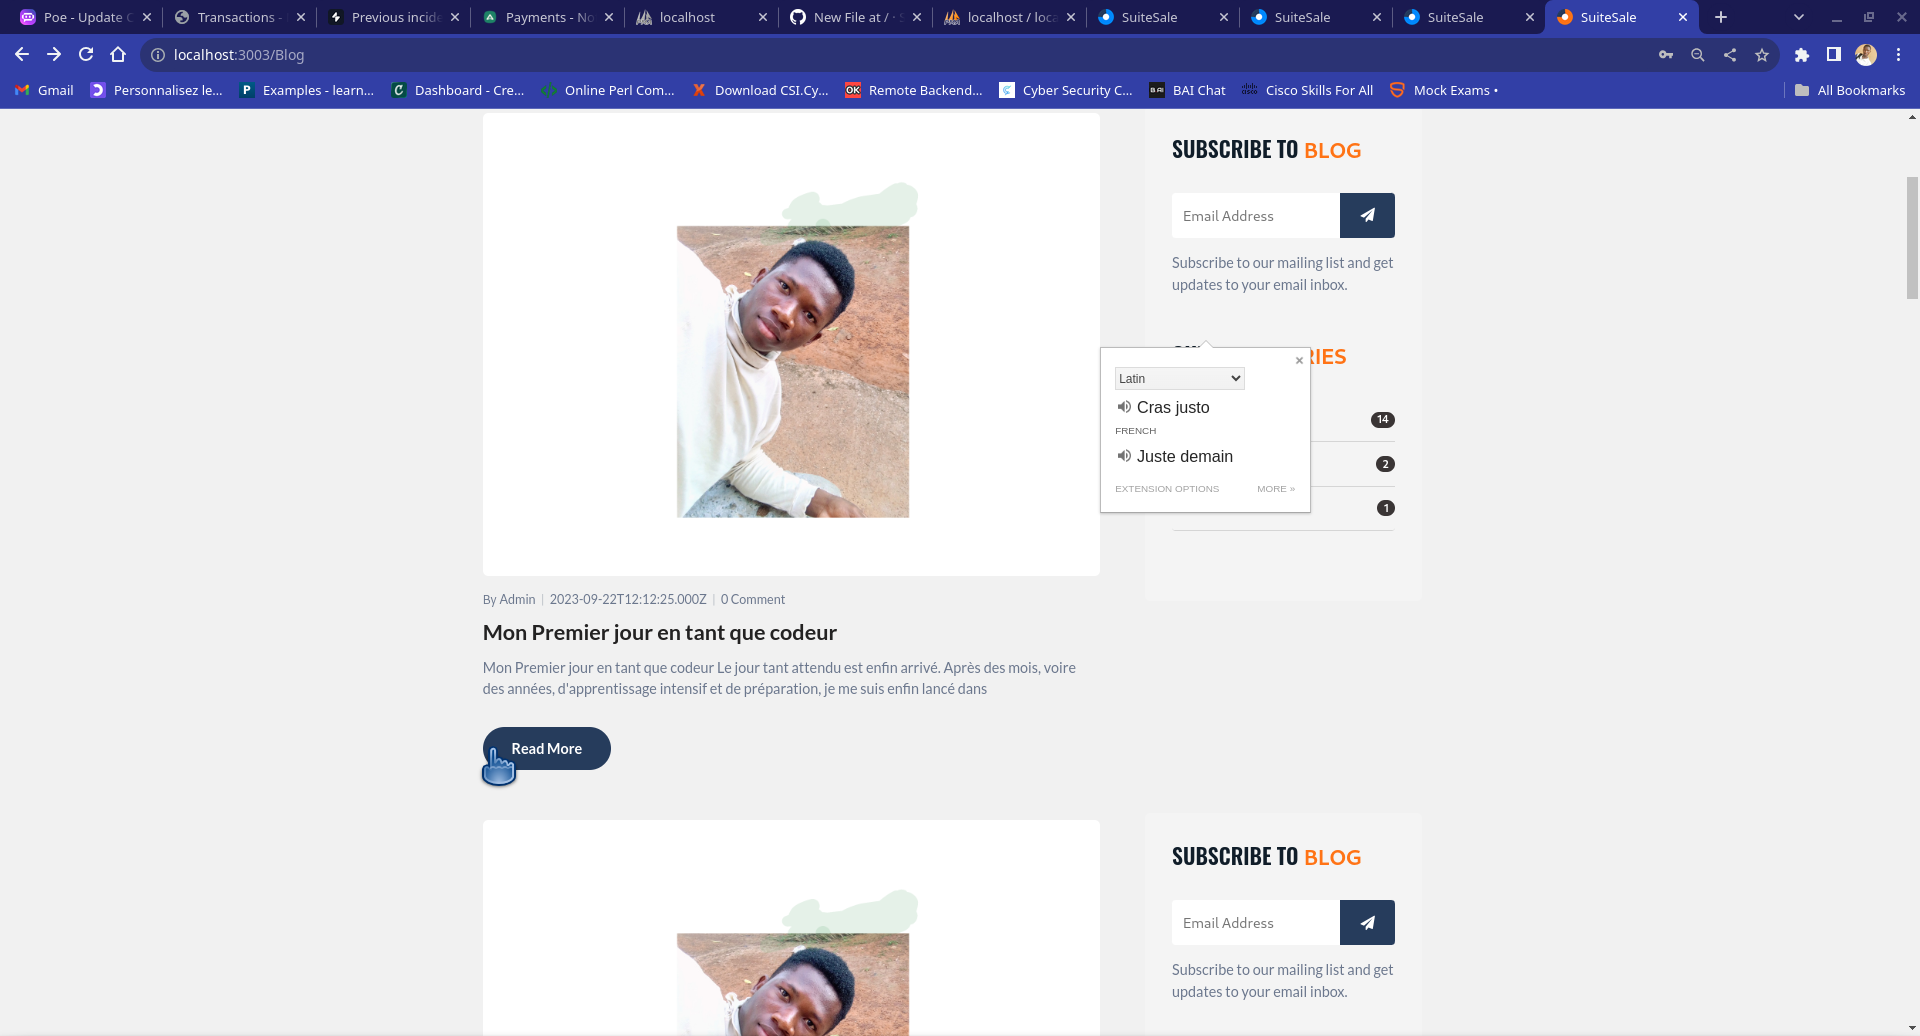 Poe - Update C
Transactions -
Previous incide
Payments - No
localhost
New File at / · S
localhost / loca
SuiteSale
SuiteSale
SuiteSale
SuiteSale
localhost:3003/Blog
Gmail
Personnalisez le...
Examples - learn...
Dashboard - Cre...
Online Perl Com...
Download CSI.Cy...
Remote Backend...
Cyber Security C...
BAI Chat
Cisco Skills For All
Mock Exams •
All Bookmarks
SUBSCRIBE TO BLOG
Email Address
Subscribe to our mailing list and get
updates to your email inbox.
RIES
Latin
Cras justo
FRENCH
Juste demain
EXTENSION OPTIONS
MORE »
14
2
1
By Admin | 2023-09-22T12:12:25.000Z | 0 Comment
Mon Premier jour en tant que codeur
Mon Premier jour en tant que codeur Le jour tant attendu est enfin arrivé. Après des mois, voire
des années, d'apprentissage intensif et de préparation, je me suis enfin lancé dans
Read More
SUBSCRIBE TO BLOG
Email Address
Subscribe to our mailing list and get
updates to your email inbox.